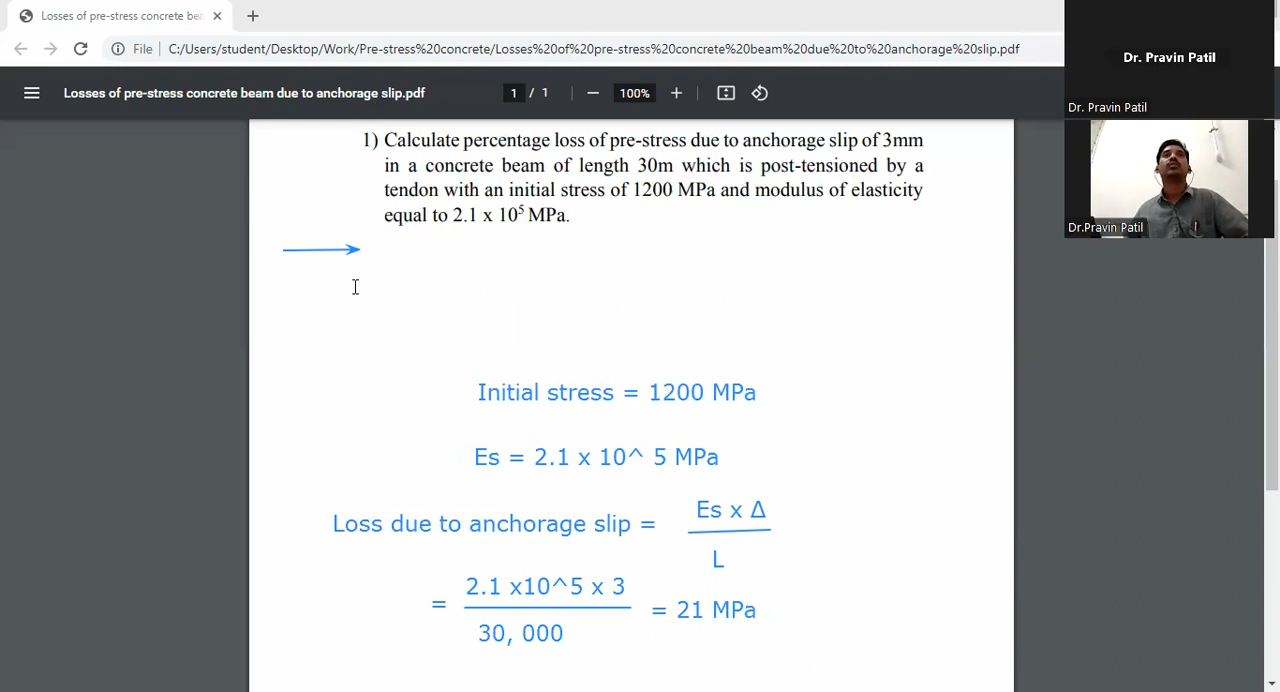 Losses of pre-stress concrete bea
File
C:/Users/student/Desktop/Work/Pre-stress%20concrete/Losses%20of%20pre-stress%20concrete%20beam%20due%20to%20anchorage%20slip.pdf
Dr. Pravin Patil
Dr. Pravin Patil
Losses of pre-stress concrete beam due to anchorage slip.pdf
1 / 1
100%
Dr.Pravin Patil
1) Calculate percentage loss of pre-stress due to anchorage slip of 3mm
in a concrete beam of length 30m which is post-tensioned by a
tendon with an initial stress of 1200 MPa and modulus of elasticity
equal to 2.1 x 10⁵ MPa.
Initial stress = 1200 MPa
Es = 2.1 x 10^ 5 MPa
Loss due to anchorage slip =
Es x Δ
L
=
2.1 x10^5 x 3
30, 000
= 21 MPa